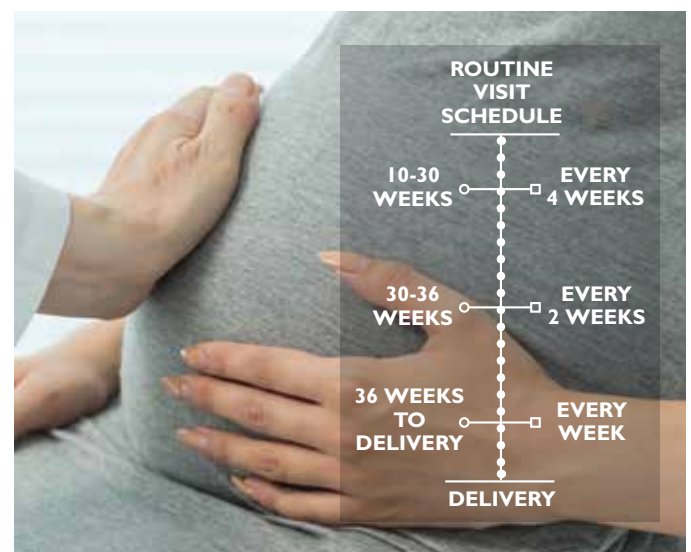 ROUTINE
VISIT
SCHEDULE
10-30
WEEKS
EVERY
4 WEEKS
30-36
WEEKS
EVERY
2 WEEKS
36 WEEKS
TO
DELIVERY
EVERY
WEEK
DELIVERY